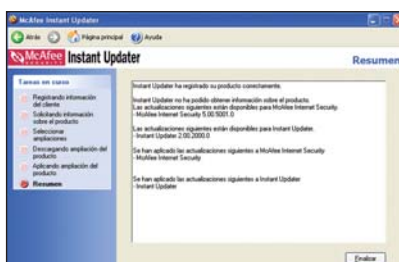 McAfee Instant Updater
Atrás
Página principal
Ayuda
McAfee SECURITY Instant Updater
Resumen
Tareas en curso
Registrando información del cliente
Solicitando información sobre el producto
Seleccionar ampliaciones
Descargando ampliación del producto
Aplicando ampliación del producto
Resumen
Instant Updater ha registrado su producto correctamente.
Instant Updater no ha podido obtener información sobre el producto.
Las actualizaciones siguientes están disponibles para McAfee Internet Security.
- McAfee Internet Security 5.00.5001.0
Las actualizaciones siguientes están disponibles para Instant Updater.
- Instant Updater 2.00.2000.0
Se han aplicado las actualizaciones siguientes a McAfee Internet Security
- McAfee Internet Security
Se han aplicado las actualizaciones siguientes a Instant Updater
- Instant Updater
Finalizar